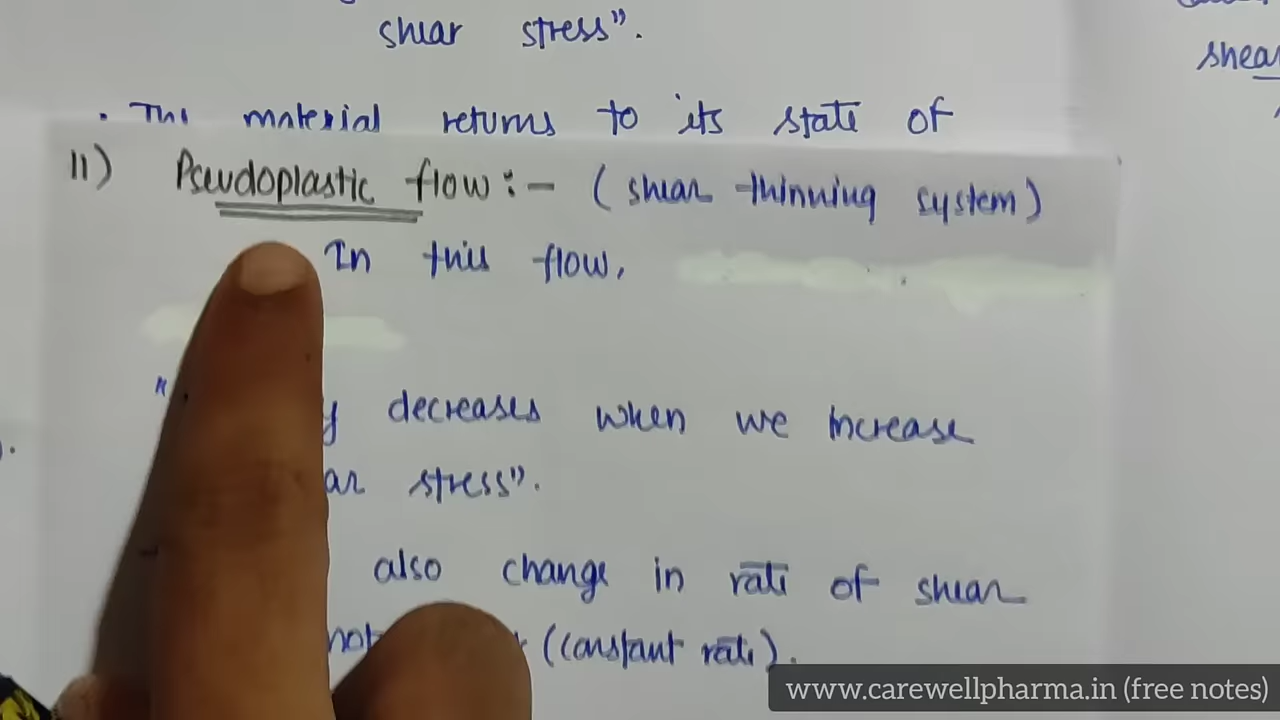 shear stress".
shear
• The material returns to its state of
11) Pseudoplastic flow:- (shear thinning system)
In this flow,
" decreases when we increase
stress".
also change in rate of shear
(constant rate).
www.carewellpharma.in (free notes)